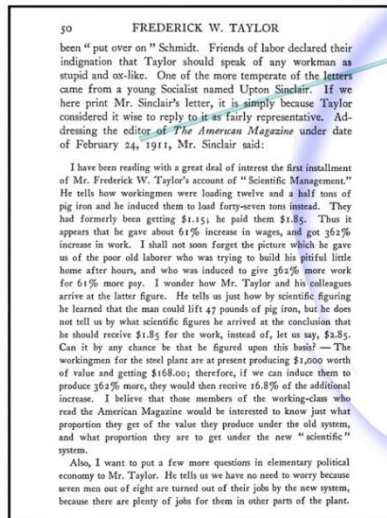 50 FREDERICK W. TAYLOR
been “ put over on ” Schmidt. Friends of labor declared their
indignation that Taylor should speak of any workman as
stupid and ox-like. One of the more temperate of the letters
came from a young Socialist named Upton Sinclair. If we
here print Mr. Sinclair's letter, it is simply because Taylor
considered it wise to reply to it as fairly representative. Ad-
dressing the editor of The American Magazine under date
of February 24, 1911, Mr. Sinclair said:
I have been reading with a great deal of interest the first installment
of Mr. Frederick W. Taylor's account of “ Scientific Management.”
He tells how workingmen were loading twelve and a half tons of
pig iron and he induced them to load forty-seven tons instead. They
had formerly been getting $1.15; he paid them $1.85. Thus it
appears that he gave about 61% increase in wages, and got 362%
increase in work. I shall not soon forget the picture which he gave
us of the poor old laborer who was trying to build his pitiful little
home after hours, and who was induced to give 362% more work
for 61% more pay. I wonder how Mr. Taylor and his colleagues
arrive at the latter figure. He tells us just how by scientific figuring
he learned that the man could lift 47 pounds of pig iron, but he does
not tell us by what scientific figures he arrived at the conclusion that
he should receive $1.85 for the work, instead of, let us say, $2.85.
Can it by any chance be that he figured upon this basis? — The
workingmen for the steel plant are at present producing $1,000 worth
of value and getting $168.00; therefore, if we can induce them to
produce 362% more, they would then receive 16.8% of the additional
increase. I believe that those members of the working-class who
read the American Magazine would be interested to know just what
proportion they get of the value they produce under the old system,
and what proportion they are to get under the new “ scientific ”
system.
Also, I want to put a few more questions in elementary political
economy to Mr. Taylor. He tells us we have no need to worry because
seven men out of eight are turned out of their jobs by the new system,
because there are plenty of jobs for them in other parts of the plant.